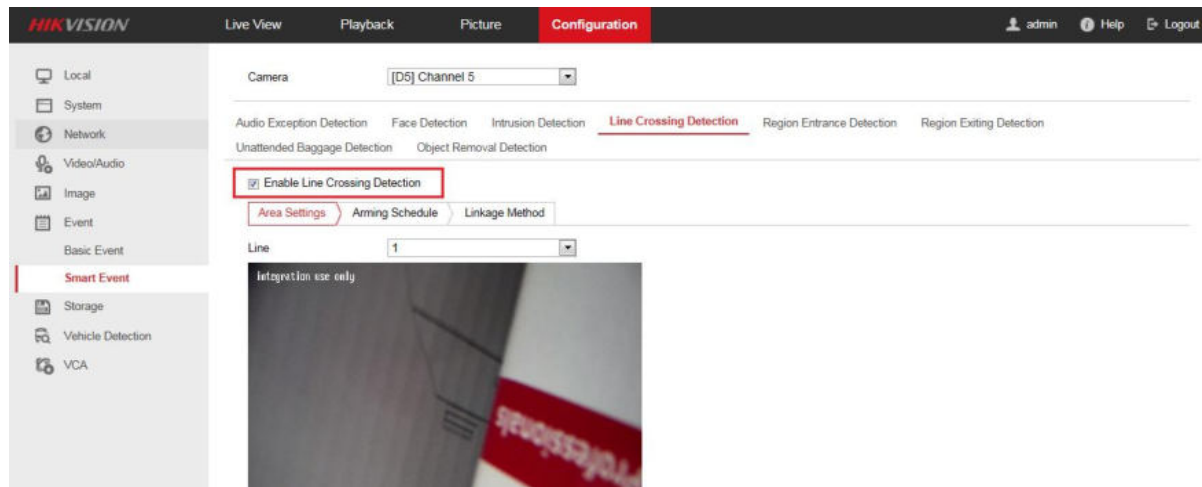 HIKVISION Live View Playback Picture Configuration admin Help Logout
Local
System
Network
Video/Audio
Image
Event
Basic Event
Smart Event
Storage
Vehicle Detection
VCA
Camera [D5] Channel 5
Audio Exception Detection Face Detection Intrusion Detection Line Crossing Detection Region Entrance Detection Region Exiting Detection
Unattended Baggage Detection Object Removal Detection
Enable Line Crossing Detection
Area Settings Arming Schedule Linkage Method
Line 1
integration use only
Professionals